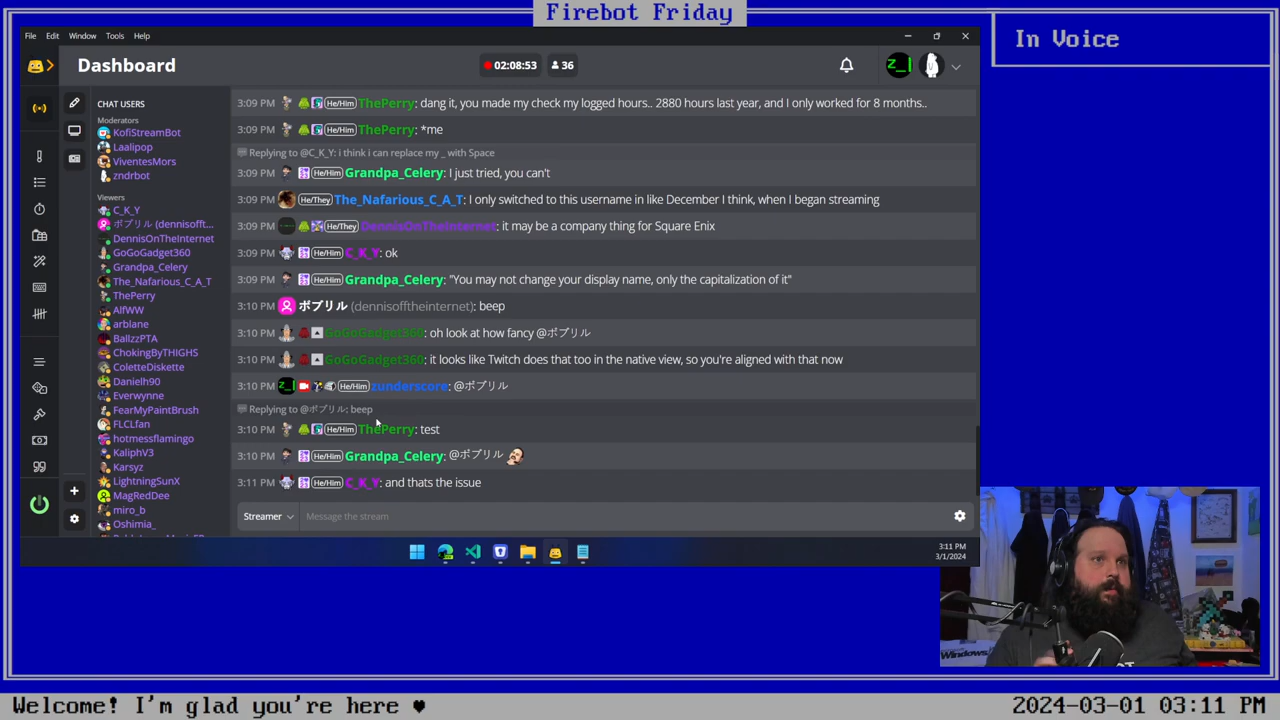 Firebot Friday
In Voice
File Edit Window Tools Help
Dashboard
02:08:53
36
z_|
CHAT USERS
Moderators
KofiStreamBot
Laalipop
ViventesMors
zndrbot
Viewers
C_K_Y
ボブリル (dennisofft...
DennisOnTheInternet
GoGoGadget360
Grandpa_Celery
The_Nafarious_C_A_T
ThePerry
AlfWW
arblane
BallzzPTA
ChokingByTHIGHS
ColetteDiskette
Danielh90
Everwynne
FearMyPaintBrush
FLCLfan
hotmessflamingo
KaliphV3
Karsyz
LightningSunX
MagRedDee
miro_b
Oshimia_
3:09 PM He/Him ThePerry: dang it, you made my check my logged hours.. 2880 hours last year, and I only worked for 8 months..
3:09 PM He/Him ThePerry: *me
Replying to @C_K_Y: i think i can replace my _ with Space
3:09 PM He/Him Grandpa_Celery: I just tried, you can't
3:09 PM He/They The_Nafarious_C_A_T: I only switched to this username in like December I think, when I began streaming
3:09 PM He/They DennisOnTheInternet: it may be a company thing for Square Enix
3:09 PM He/Him C_K_Y: ok
3:09 PM He/Him Grandpa_Celery: "You may not change your display name, only the capitalization of it"
3:10 PM ボブリル (dennisofftheinternet): beep
3:10 PM GoGoGadget360: oh look at how fancy @ボブリル
3:10 PM GoGoGadget360: it looks like Twitch does that too in the native view, so you're aligned with that now
3:10 PM z_| He/Him zunderscore: @ボブリル
Replying to @ボブリル: beep
3:10 PM He/Him ThePerry: test
3:10 PM He/Him Grandpa_Celery: @ボブリル
3:11 PM He/Him C_K_Y: and thats the issue
Streamer Message the stream
3:11 PM
3/1/2024
Windows
Welcome! I'm glad you're here ♥
2024-03-01 03:11 PM